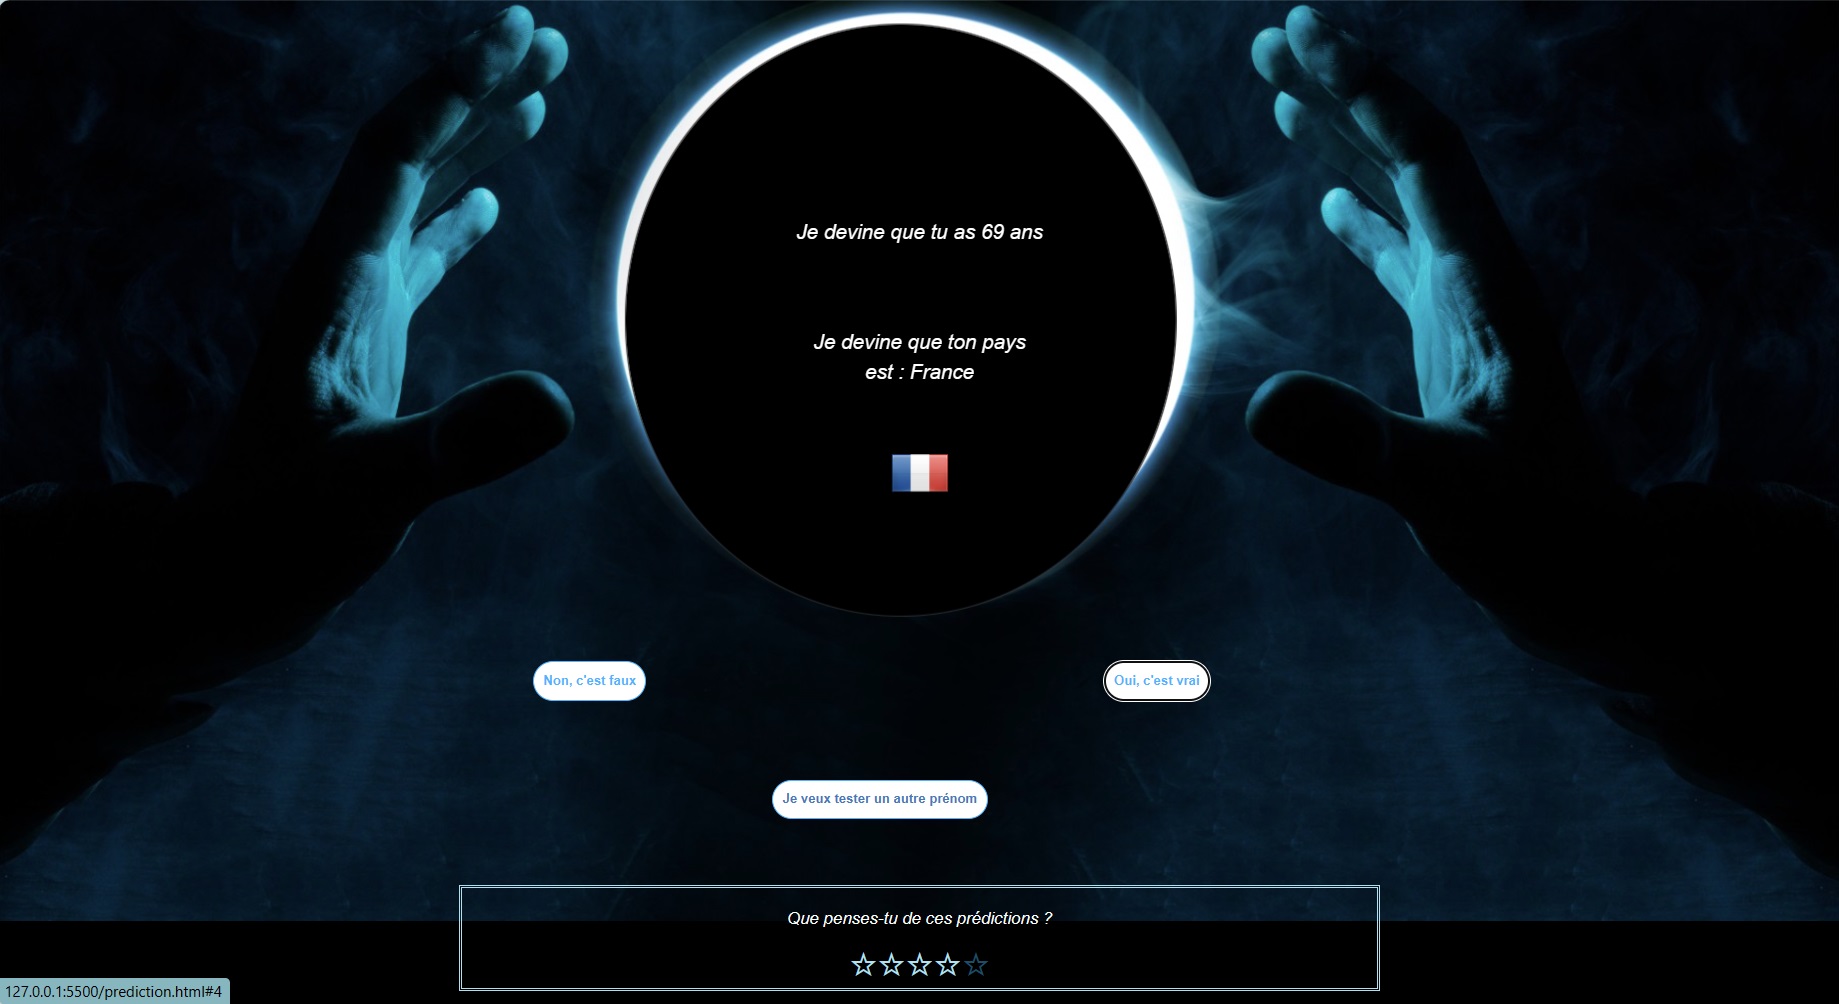 Je devine que tu as 69 ans
Je devine que ton pays
est : France
Non, c'est faux
Oui, c'est vrai
Je veux tester un autre prénom
Que penses-tu de ces prédictions ?
127.0.0.1:5500/prediction.html#4